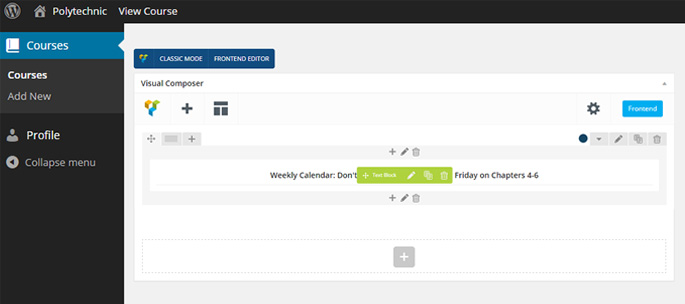 Polytechnic View Course
Courses
Courses
Add New
Profile
Collapse menu
CLASSIC MODE FRONTEND EDITOR
Visual Composer
Frontend
Weekly Calendar: Don't Text Block Friday on Chapters 4-6